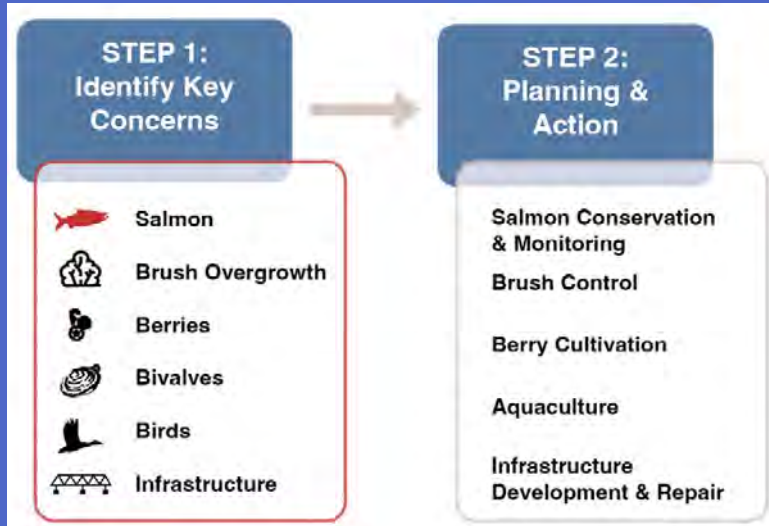 STEP 1:
Identify Key
Concerns
Salmon
Brush Overgrowth
Berries
Bivalves
Birds
Infrastructure
STEP 2:
Planning &
Action
Salmon Conservation
& Monitoring
Brush Control
Berry Cultivation
Aquaculture
Infrastructure
Development & Repair